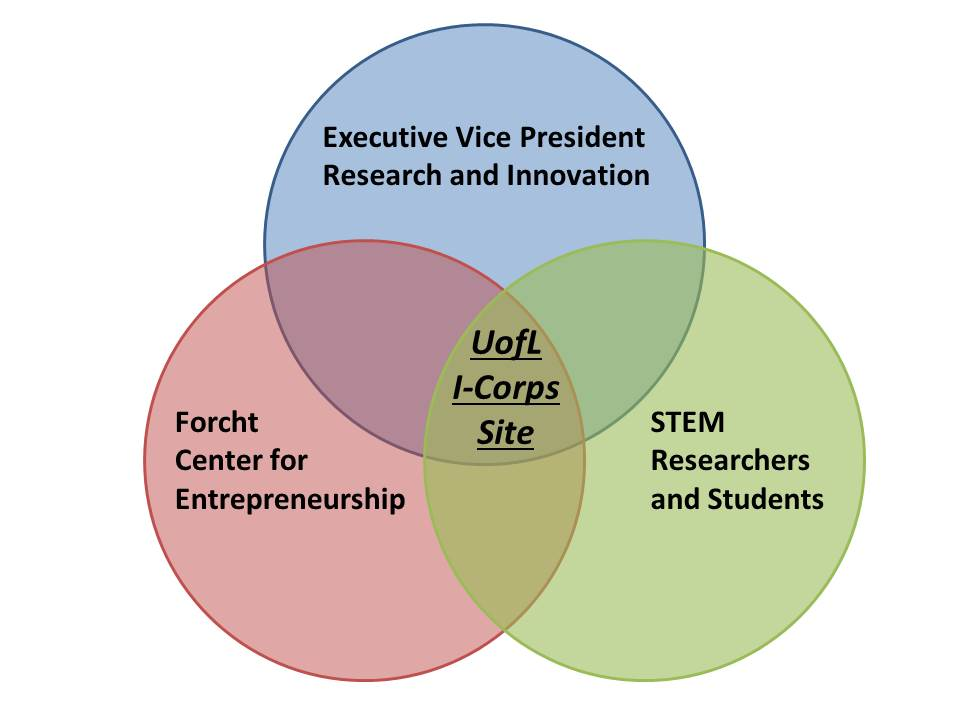 Executive Vice President
Research and Innovation
UofL
I-Corps
Site
Forcht
Center for
Entrepreneurship
STEM
Researchers
and Students